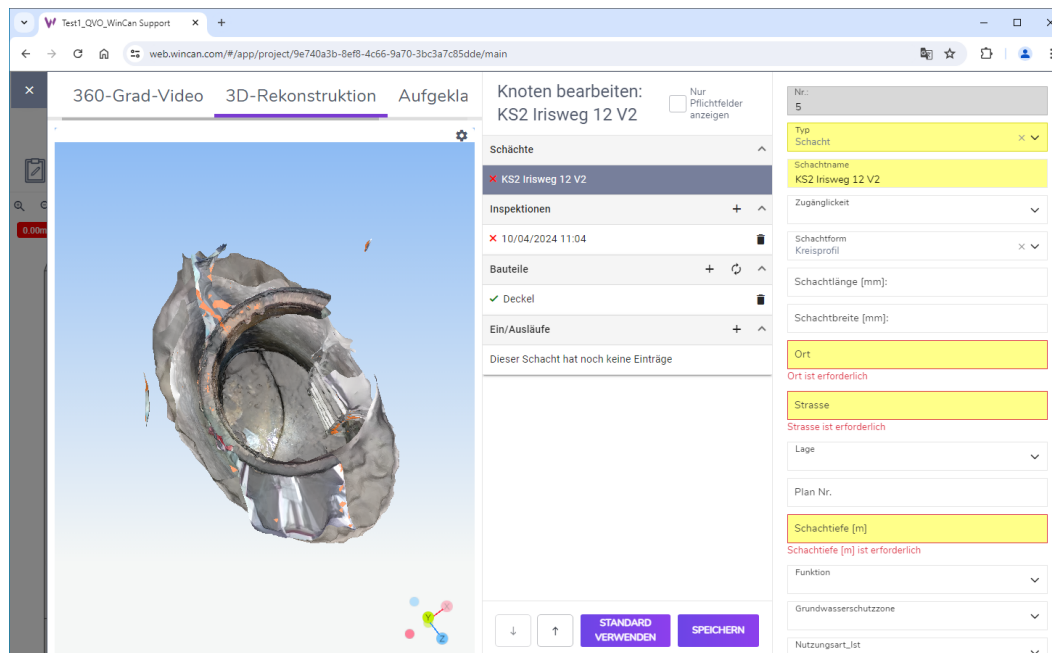 Test1_QVO_WinCan Support
web.wincan.com/#/app/project/9e740a3b-8ef8-4c66-9a70-3bc3a7c85dde/main
360-Grad-Video 3D-Rekonstruktion Aufgekla
0.00m
X
Y
Z
Knoten bearbeiten:
KS2 Irisweg 12 V2
Nur
Pflichtfelder
anzeigen
Schächte
KS2 Irisweg 12 V2
Inspektionen
10/04/2024 11:04
Bauteile
Deckel
Ein/Ausläufe
Dieser Schacht hat noch keine Einträge
STANDARD
VERWENDEN
SPEICHERN
Nr.:
5
Typ
Schacht
Schachtname
KS2 Irisweg 12 V2
Zugänglickeit
Schachtform
Kreisprofil
Schachtlänge [mm]:
Schachtbreite [mm]:
Ort
Ort ist erforderlich
Strasse
Strasse ist erforderlich
Lage
Plan Nr.
Schachtiefe [m]
Schachtiefe [m] ist erforderlich
Funktion
Grundwasserschutzzone
Nutzungsart_Ist